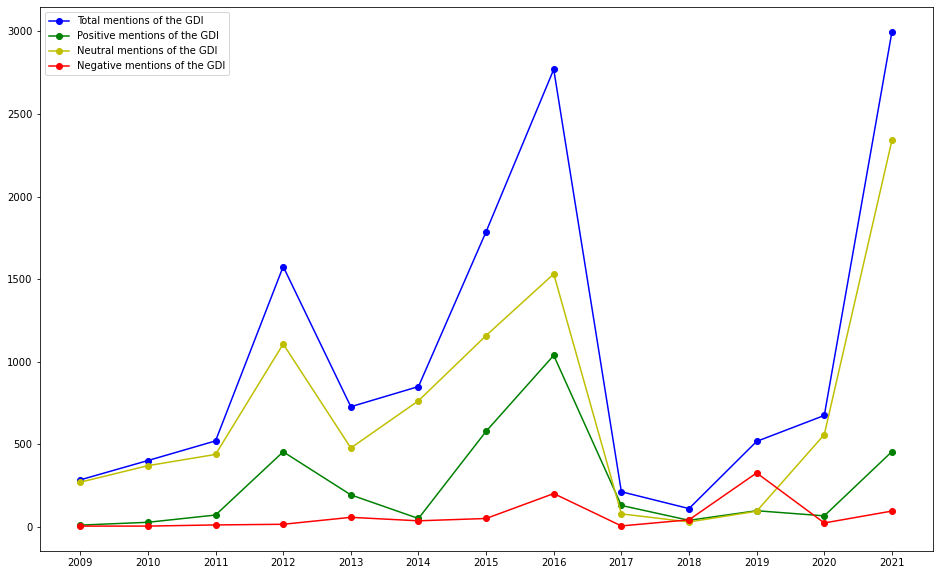 Total mentions of the GDI
Positive mentions of the GDI
Neutral mentions of the GDI
Negative mentions of the GDI
3000
2500
2000
1500
1000
500
0
2009 2010 2011 2012 2013 2014 2015 2016 2017 2018 2019 2020 2021